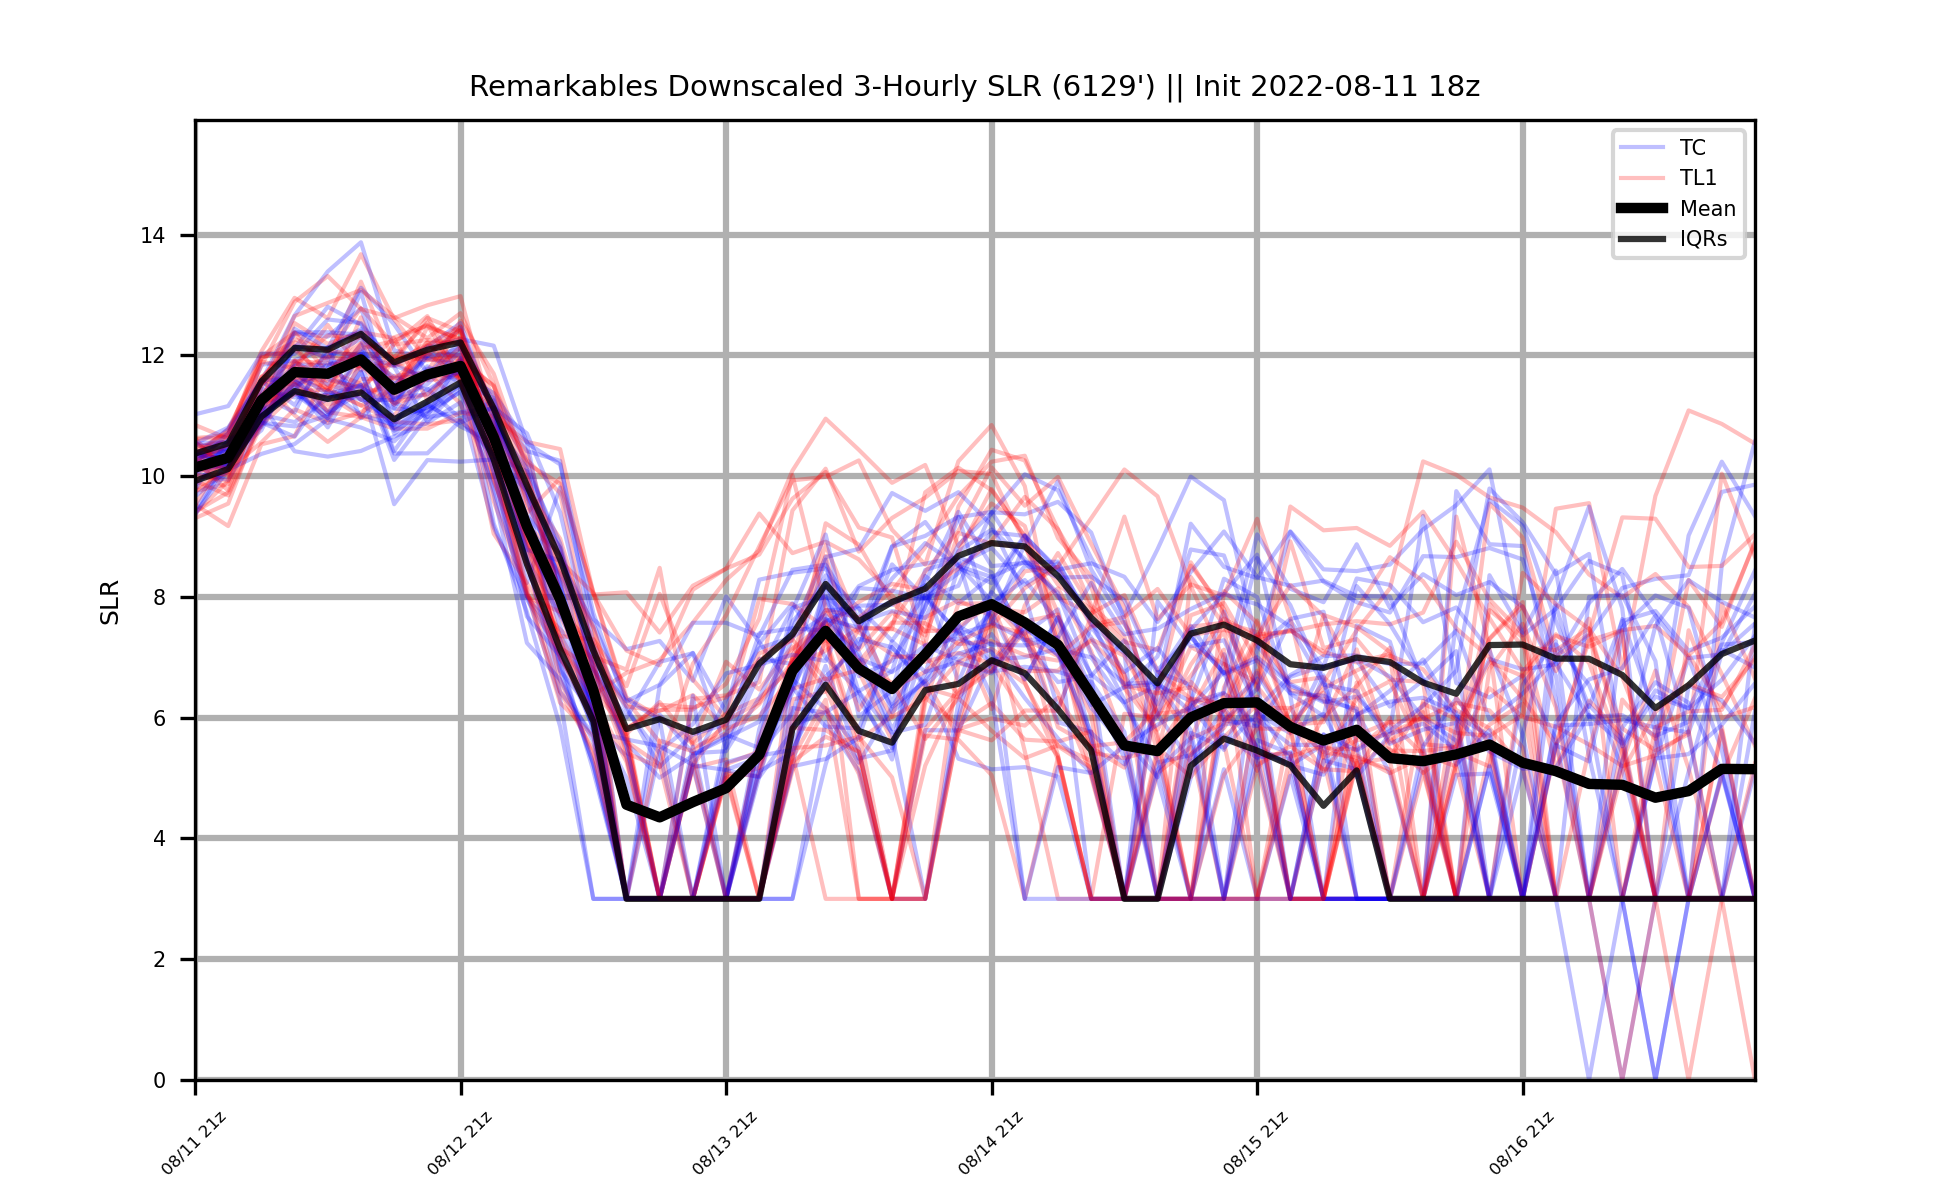 Remarkables Downscaled 3-Hourly SLR (6129') || Init 2022-08-11 18z
TC
TL1
Mean
IQRs
SLR
14
12
10
8
6
4
2
0
08/11 21z
08/12 21z
08/13 21z
08/14 21z
08/15 21z
08/16 21z